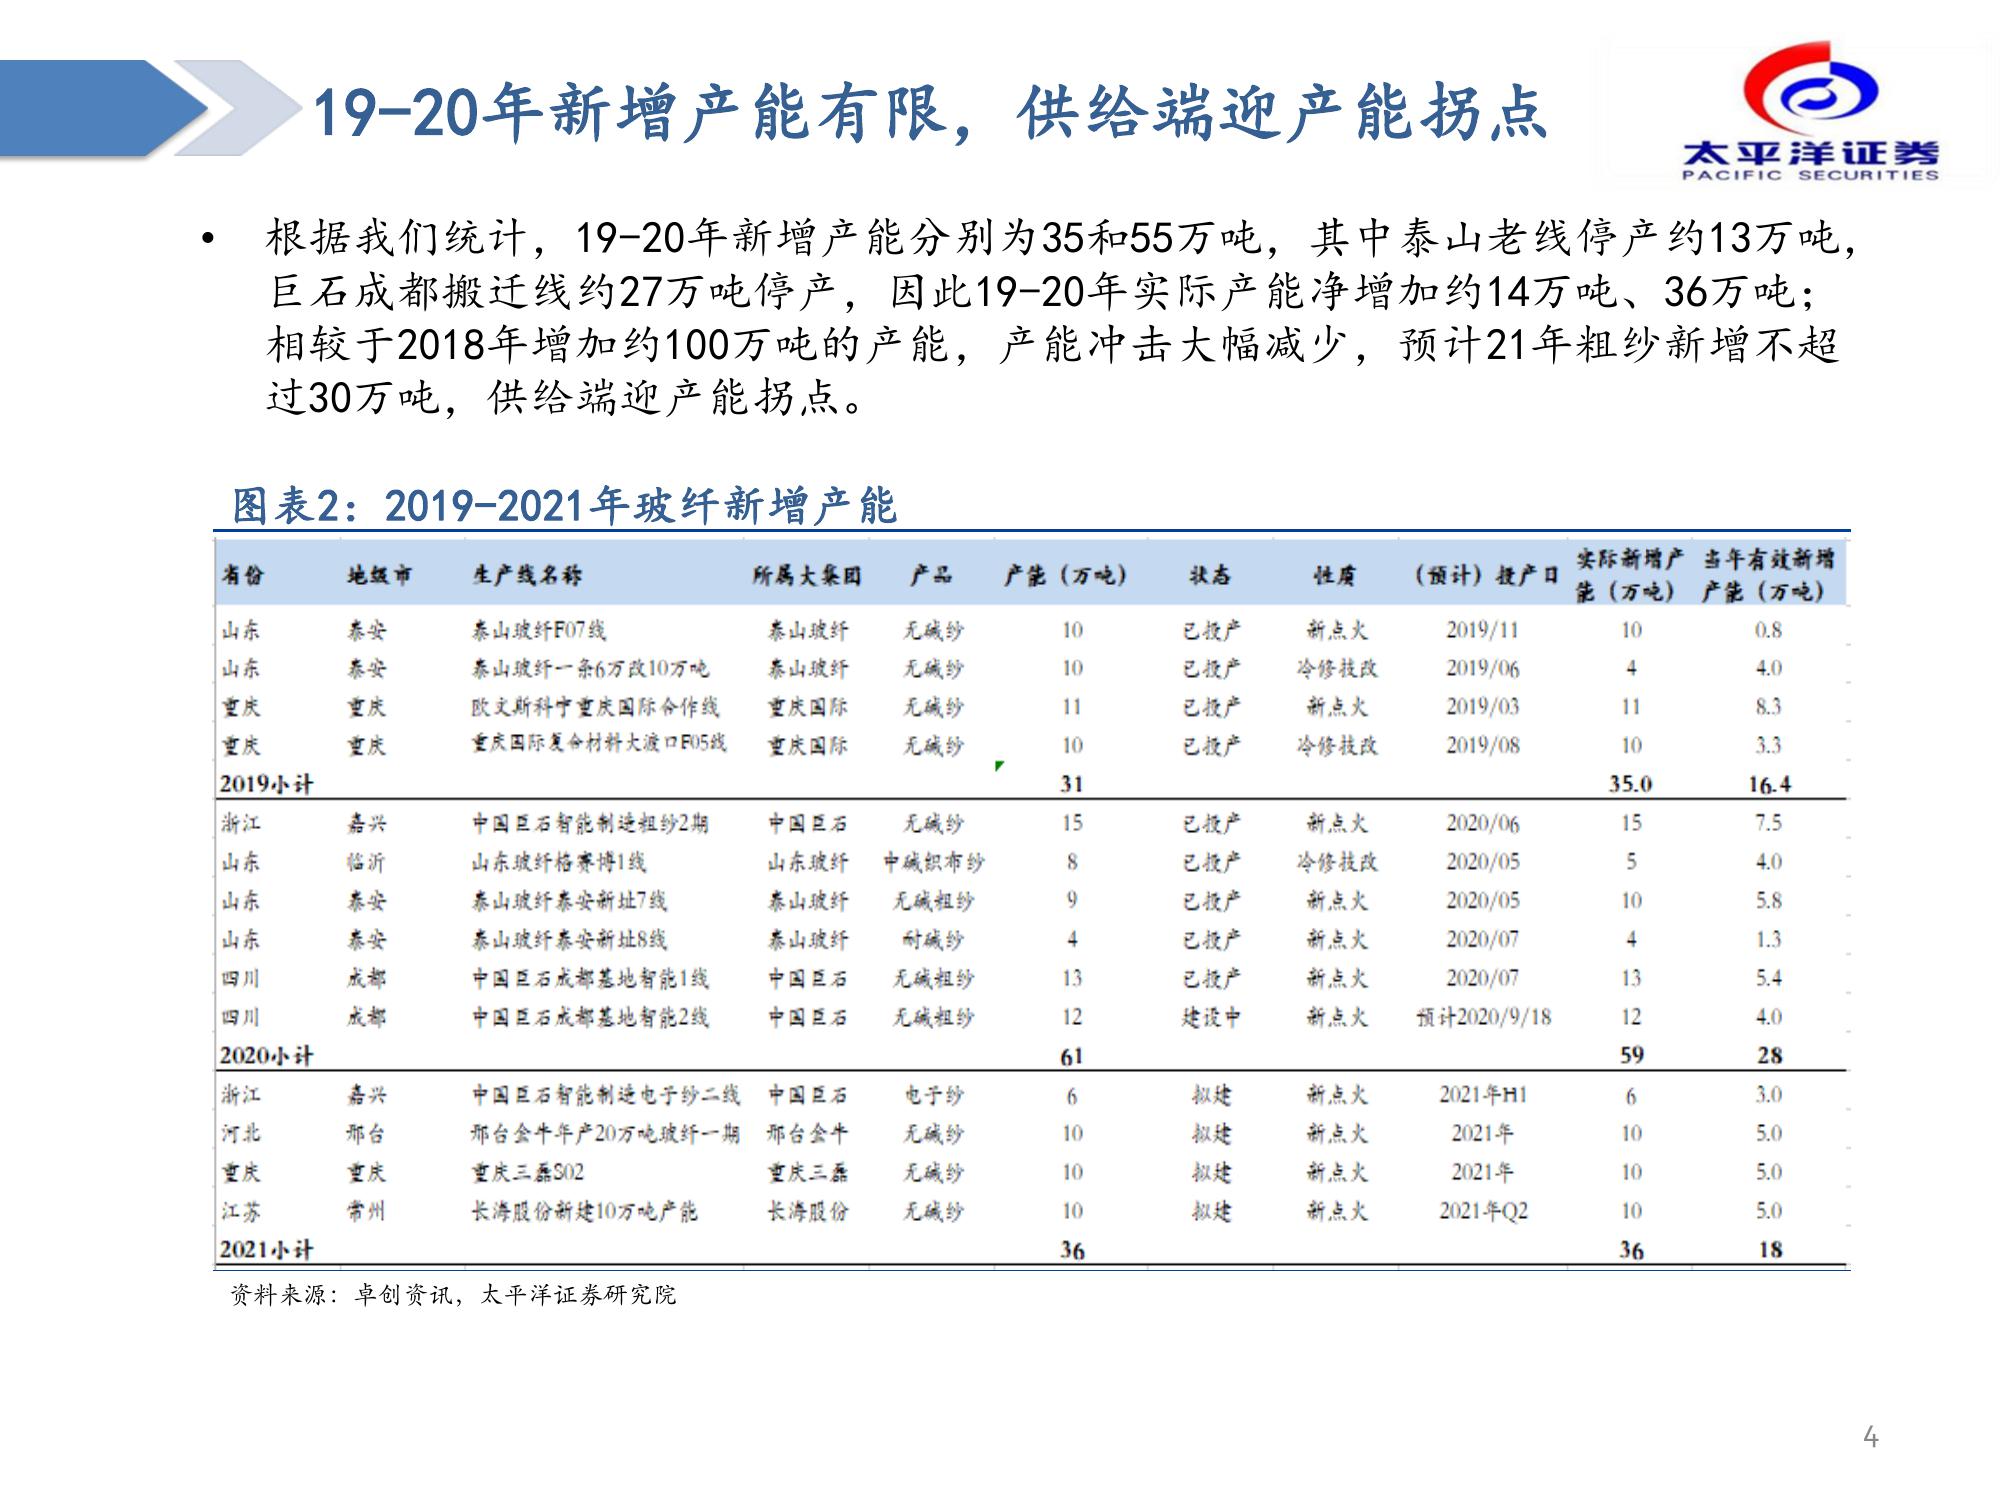 19-20年新增产能有限，供给端迎产能拐点
太平洋证券
PACIFIC SECURITIES
• 根据我们统计，19-20年新增产能分别为35和55万吨，其中泰山老线停产约13万吨，
巨石成都搬迁线约27万吨停产，因此19-20年实际产能净增加约14万吨、36万吨；
相较于2018年增加约100万吨的产能，产能冲击大幅减少，预计21年粗纱新增不超
过30万吨，供给端迎产能拐点。
图表2：2019-2021年玻纤新增产能
省份 地级市 生产线名称 所属大集团 产品 产能（万吨） 状态 性质 （预计）投产日 实际新增产能（万吨） 当年有效新增产能（万吨）
山东 泰安 泰山玻纤F07线 泰山玻纤 无碱纱 10 已投产 新点火 2019/11 10 0.8
山东 泰安 泰山玻纤一条6万改10万吨 泰山玻纤 无碱纱 10 已投产 冷修技改 2019/06 4 4.0
重庆 重庆 欧文斯科宁重庆国际合作线 重庆国际 无碱纱 11 已投产 新点火 2019/03 11 8.3
重庆 重庆 重庆国际复合材料大渡口F05线 重庆国际 无碱纱 10 已投产 冷修技改 2019/08 10 3.3
2019小计 31 35.0 16.4
浙江 嘉兴 中国巨石智能制造粗纱2期 中国巨石 无碱纱 15 已投产 新点火 2020/06 15 7.5
山东 临沂 山东玻纤格赛博1线 山东玻纤 中碱织布纱 8 已投产 冷修技改 2020/05 5 4.0
山东 泰安 泰山玻纤泰安新址7线 泰山玻纤 无碱粗纱 9 已投产 新点火 2020/05 10 5.8
山东 泰安 泰山玻纤泰安新址8线 泰山玻纤 耐碱纱 4 已投产 新点火 2020/07 4 1.3
四川 成都 中国巨石成都基地智能1线 中国巨石 无碱粗纱 13 已投产 新点火 2020/07 13 5.4
四川 成都 中国巨石成都基地智能2线 中国巨石 无碱粗纱 12 建设中 新点火 预计2020/9/18 12 4.0
2020小计 61 59 28
浙江 嘉兴 中国巨石智能制造电子纱二线 中国巨石 电子纱 6 拟建 新点火 2021年H1 6 3.0
河北 邢台 邢台金牛年产20万吨玻纤一期 邢台金牛 无碱纱 10 拟建 新点火 2021年 10 5.0
重庆 重庆 重庆三磊S02 重庆三磊 无碱纱 10 拟建 新点火 2021年 10 5.0
江苏 常州 长海股份新建10万吨产能 长海股份 无碱纱 10 拟建 新点火 2021年Q2 10 5.0
2021小计 36 36 18
资料来源：卓创资讯，太平洋证券研究院
4